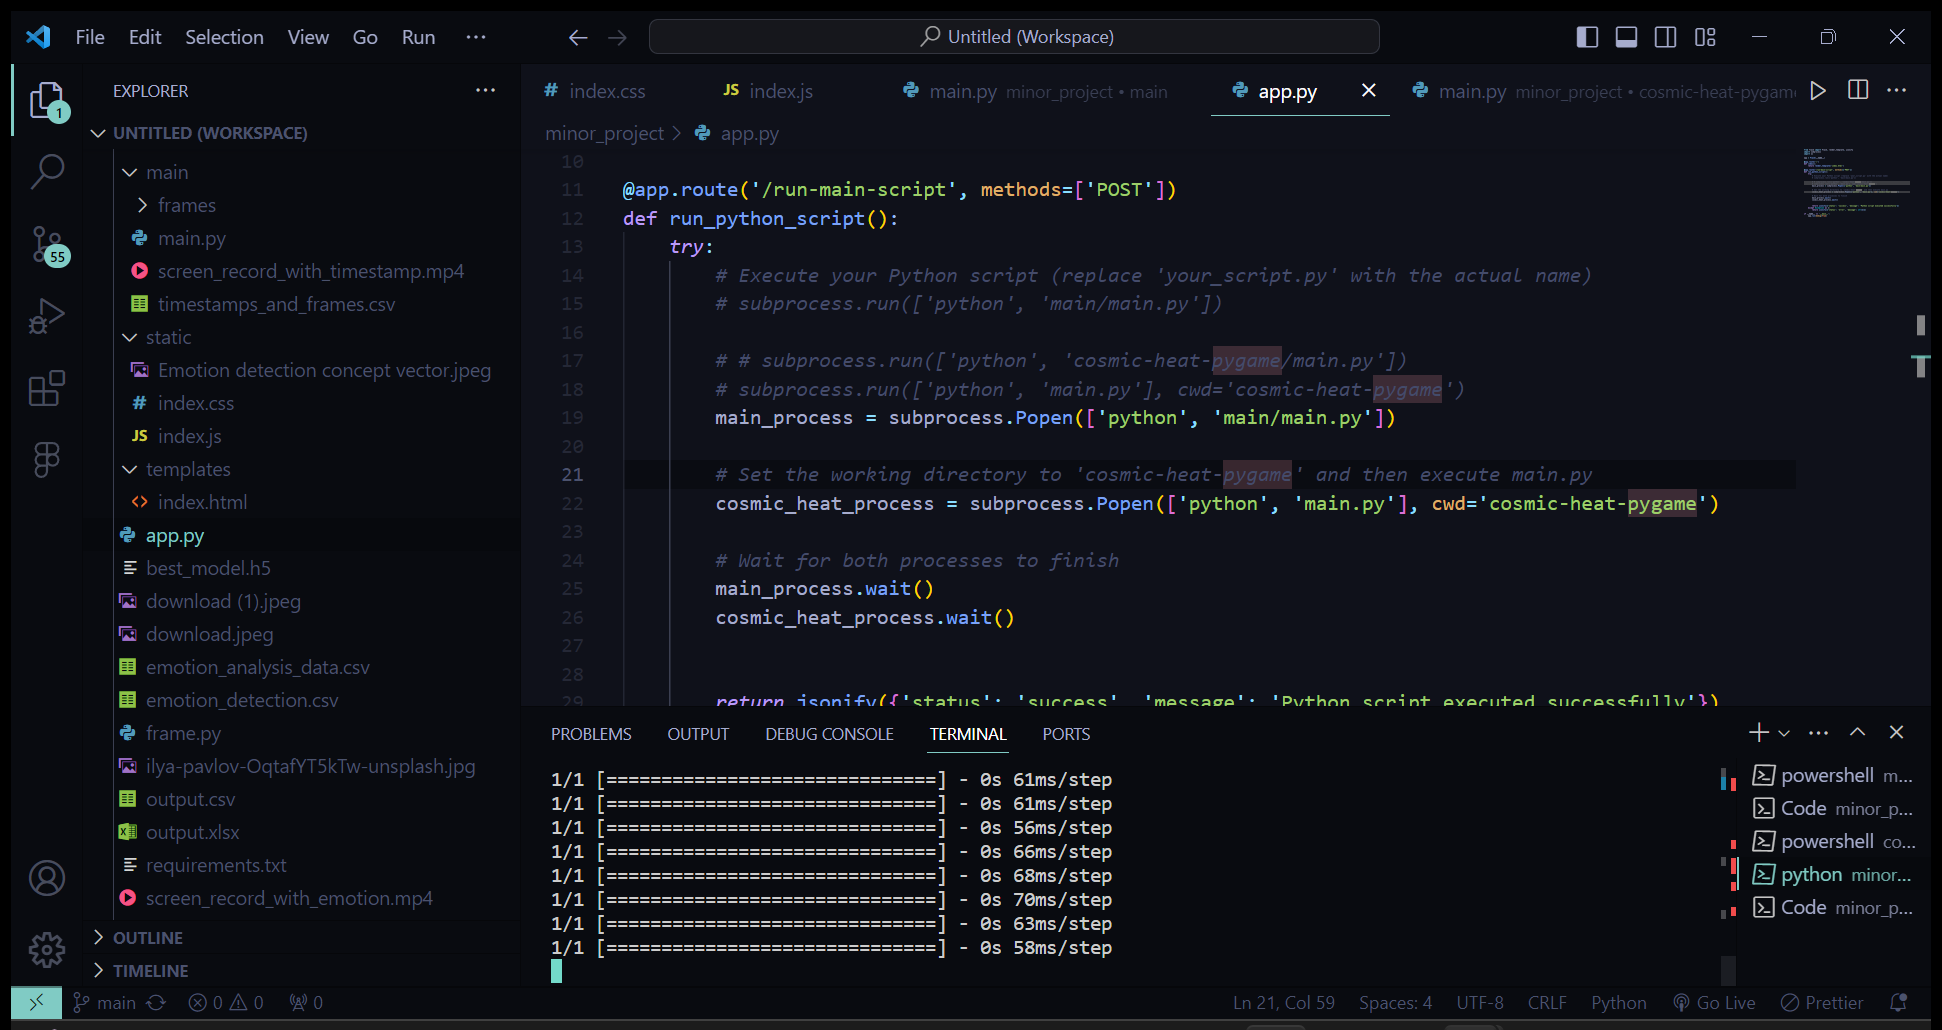 File Edit Selection View Go Run ···
Untitled (Workspace)
EXPLORER ···
UNTITLED (WORKSPACE)
main
frames
main.py
screen_record_with_timestamp.mp4
timestamps_and_frames.csv
static
Emotion detection concept vector.jpeg
# index.css
JS index.js
templates
<> index.html
app.py
best_model.h5
download (1).jpeg
download.jpeg
emotion_analysis_data.csv
emotion_detection.csv
frame.py
ilya-pavlov-OqtafYT5kTw-unsplash.jpg
output.csv
output.xlsx
requirements.txt
screen_record_with_emotion.mp4
OUTLINE
TIMELINE
1
55
# index.css JS index.js main.py minor_project • main app.py main.py minor_project • cosmic-heat-pygame
minor_project > app.py
10
11 @app.route('/run-main-script', methods=['POST'])
12 def run_python_script():
13 try:
14 # Execute your Python script (replace 'your_script.py' with the actual name)
15 # subprocess.run(['python', 'main/main.py'])
16
17 # # subprocess.run(['python', 'cosmic-heat-pygame/main.py'])
18 # subprocess.run(['python', 'main.py'], cwd='cosmic-heat-pygame')
19 main_process = subprocess.Popen(['python', 'main/main.py'])
20
21 # Set the working directory to 'cosmic-heat-pygame' and then execute main.py
22 cosmic_heat_process = subprocess.Popen(['python', 'main.py'], cwd='cosmic-heat-pygame')
23
24 # Wait for both processes to finish
25 main_process.wait()
26 cosmic_heat_process.wait()
27
28
29 return jsonify({'status': 'success', 'message': 'Python script executed successfully'})
PROBLEMS OUTPUT DEBUG CONSOLE TERMINAL PORTS
1/1 [==============================] - 0s 61ms/step
1/1 [==============================] - 0s 61ms/step
1/1 [==============================] - 0s 56ms/step
1/1 [==============================] - 0s 66ms/step
1/1 [==============================] - 0s 68ms/step
1/1 [==============================] - 0s 70ms/step
1/1 [==============================] - 0s 63ms/step
1/1 [==============================] - 0s 58ms/step
powershell m...
Code minor_p...
powershell co...
python minor...
Code minor_p...
main 0 0 0 Ln 21, Col 59 Spaces: 4 UTF-8 CRLF Python Go Live Prettier